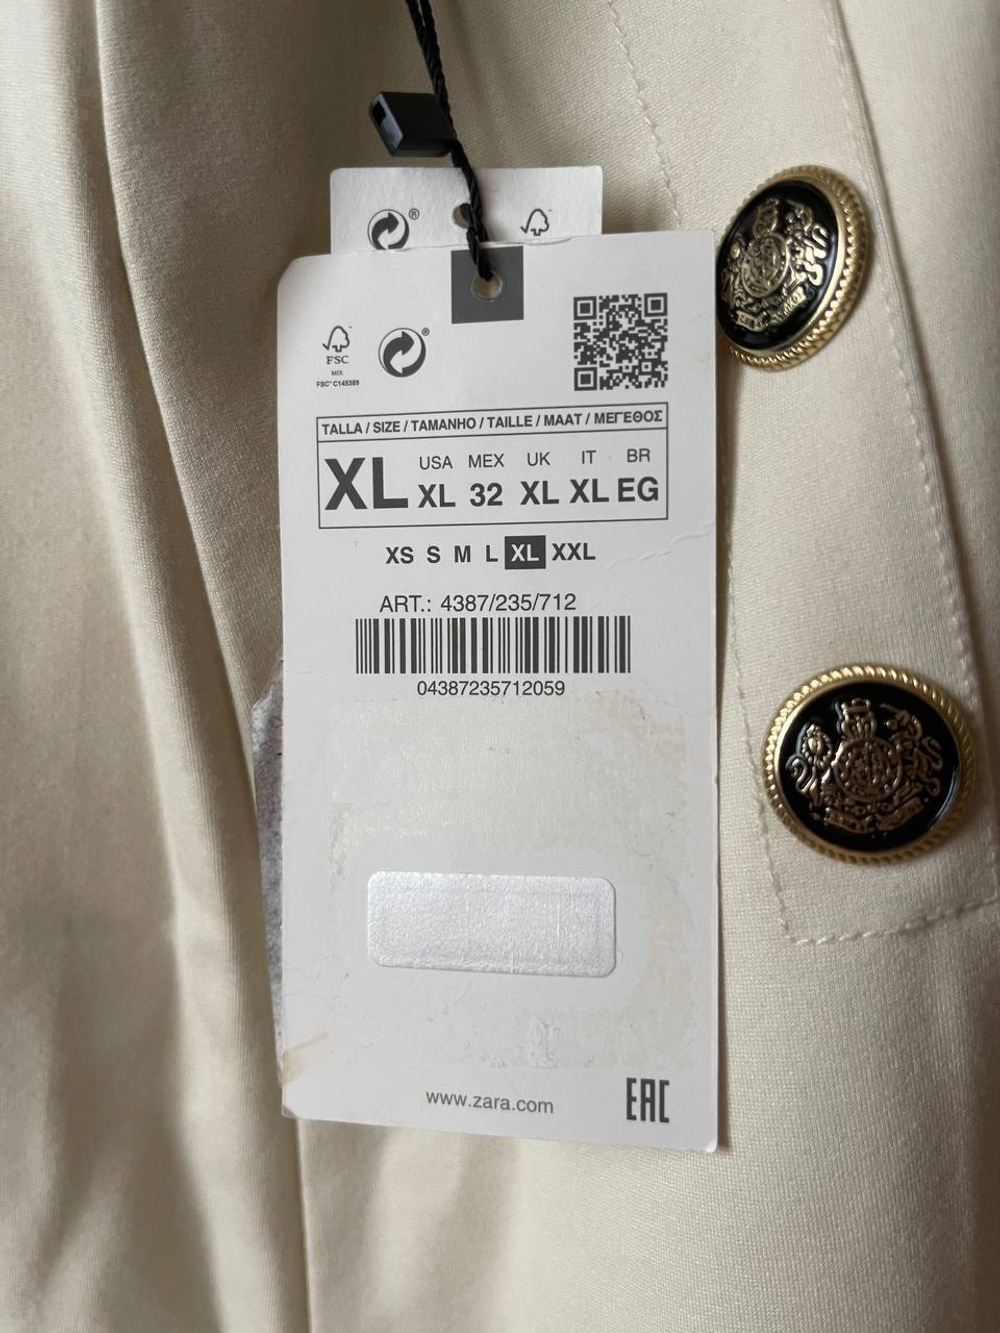 ®
®
FSC
MIX
FSC™ C145389
TALLA / SIZE / TAMANHO / TAILLE / MAAT / ΜΕΓΕΘΟΣ
XL
USA MEX UK IT BR
XL 32 XL XL EG
XS S M L XL XXL
ART.: 4387/235/712
04387235712059
www.zara.com
EAC